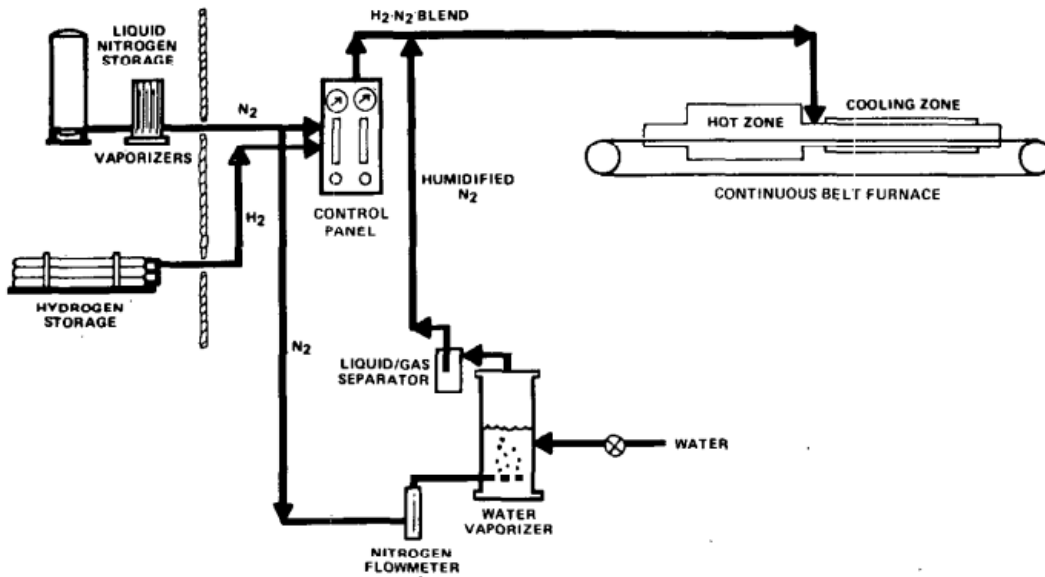 LIQUID
NITROGEN
STORAGE
VAPORIZERS
N2
H2
HYDROGEN
STORAGE
N2
CONTROL
PANEL
H2-N2 BLEND
HUMIDIFIED
N2
HOT ZONE
COOLING ZONE
CONTINUOUS BELT FURNACE
LIQUID/GAS
SEPARATOR
WATER
WATER
VAPORIZER
NITROGEN
FLOWMETER